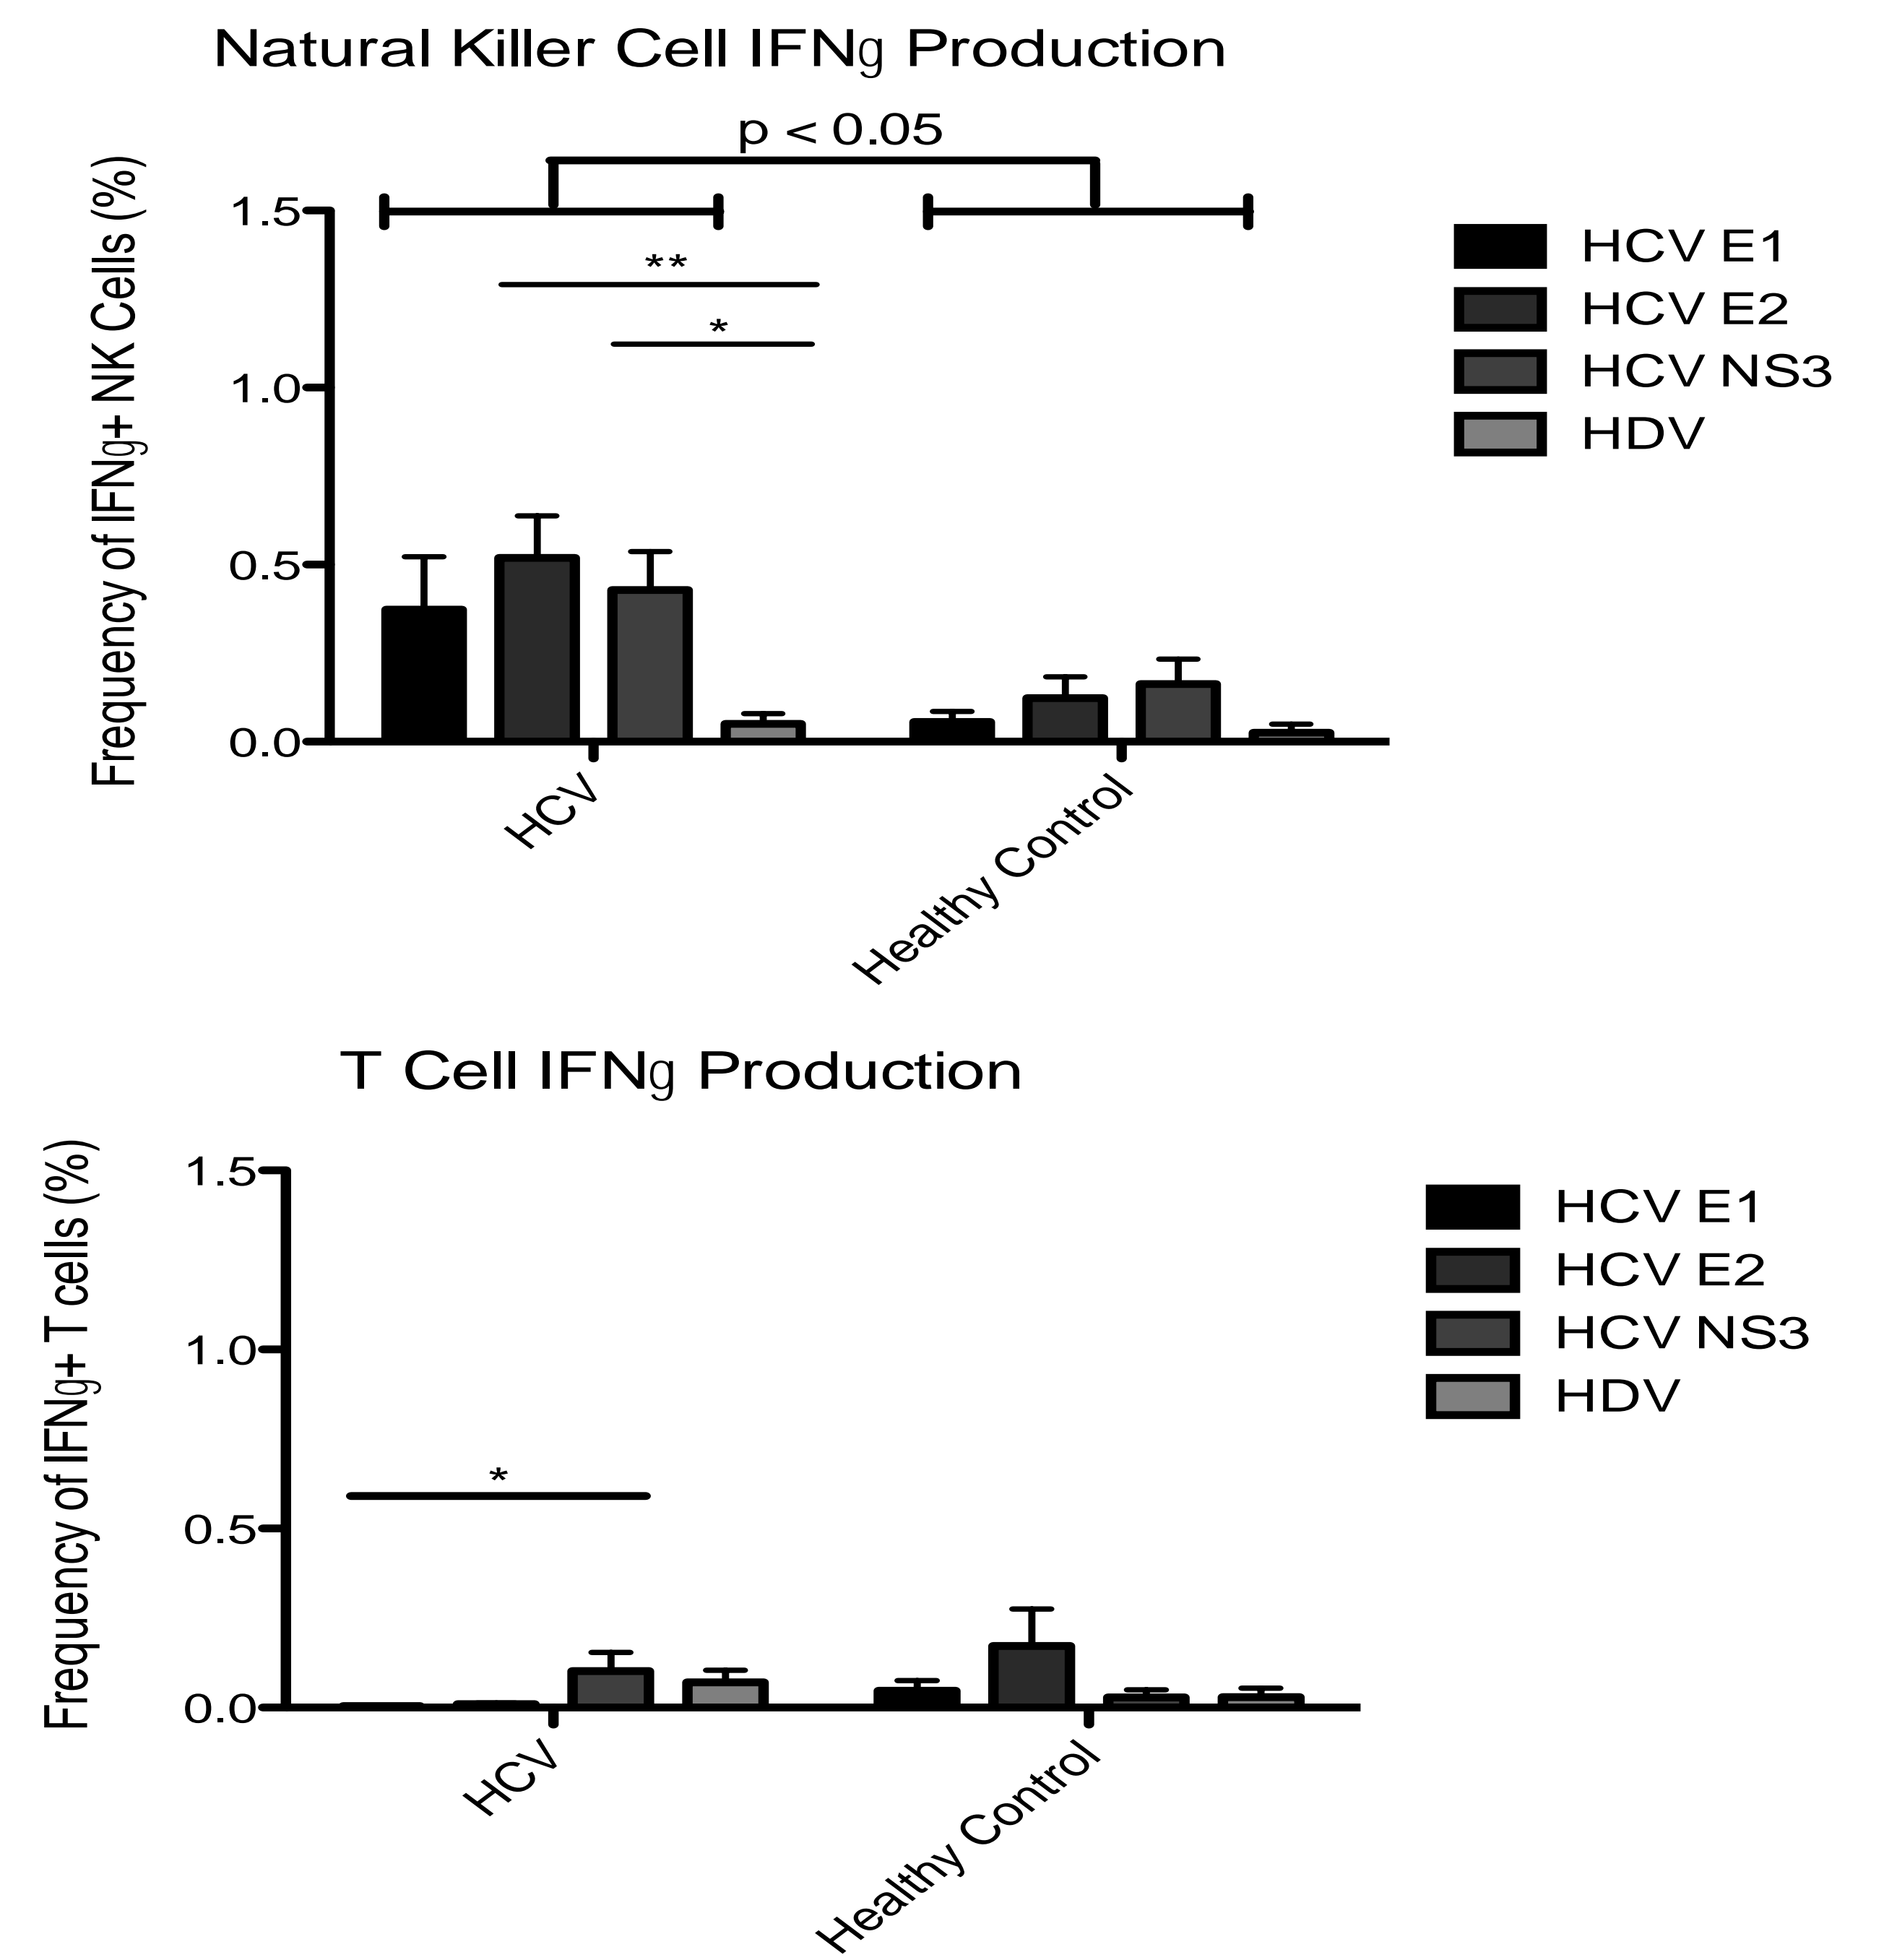 Natural Killer Cell IFNg Production
p < 0.05
Frequency of IFNg+ NK Cells (%)
1.5
1.0
0.5
0.0
**
*
HCV E1
HCV E2
HCV NS3
HDV
HCV
Healthy Control
T Cell IFNg Production
Frequency of IFNg+ T cells (%)
1.5
1.0
0.5
0.0
*
HCV E1
HCV E2
HCV NS3
HDV
HCV
Healthy Control